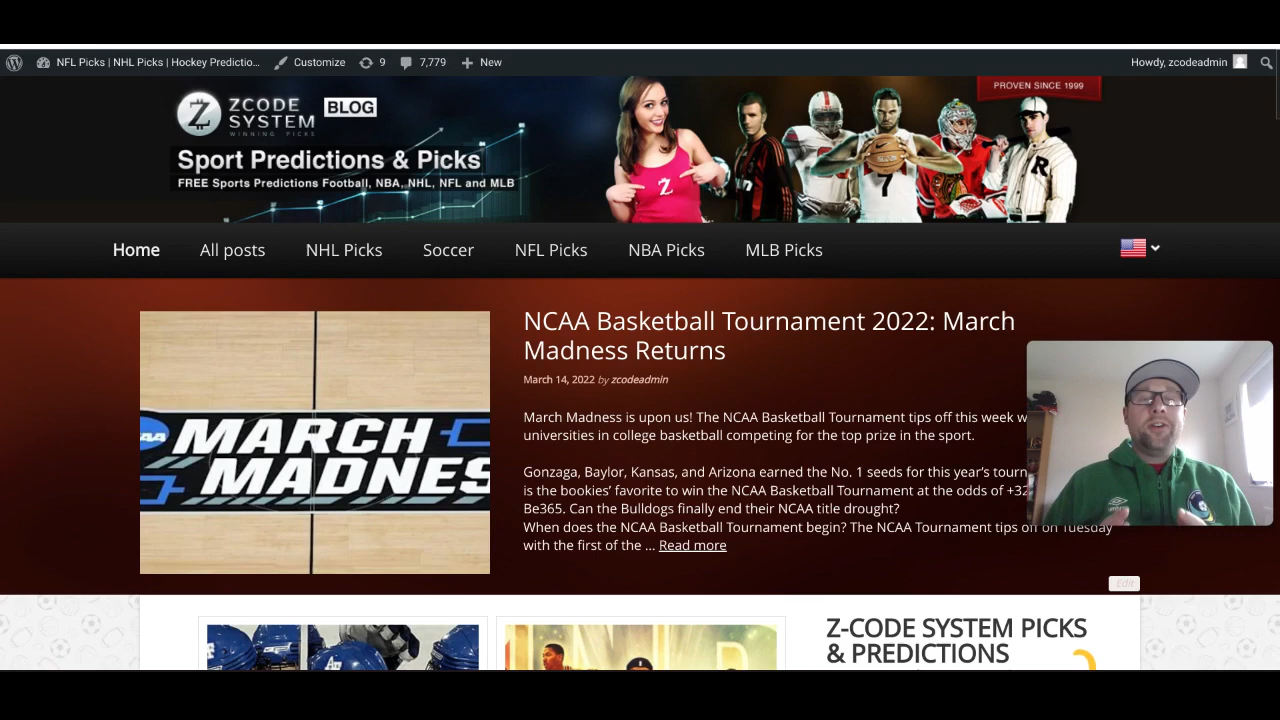 NFL Picks | NHL Picks | Hockey Predictio... Customize 9 7,779 New Howdy, zcodeadmin
PROVEN SINCE 1999
ZCODE
SYSTEM
BLOG
WINNING PICKS
Sport Predictions & Picks
FREE Sports Predictions Football, NBA, NHL, NFL and MLB
Z
7
R
Home All posts NHL Picks Soccer NFL Picks NBA Picks MLB Picks
AA MARCH
MADNES
NCAA Basketball Tournament 2022: March
Madness Returns
March 14, 2022 by zcodeadmin
March Madness is upon us! The NCAA Basketball Tournament tips off this week
universities in college basketball competing for the top prize in the sport.
Gonzaga, Baylor, Kansas, and Arizona earned the No. 1 seeds for this year's
is the bookies' favorite to win the NCAA Basketball Tournament at the odds of +32
Be365. Can the Bulldogs finally end their NCAA title drought?
When does the NCAA Basketball Tournament begin? The NCAA Tournament tips off on Tuesday
with the first of the ... Read more
Edit
umbro
Z-CODE SYSTEM PICKS
& PREDICTIONS